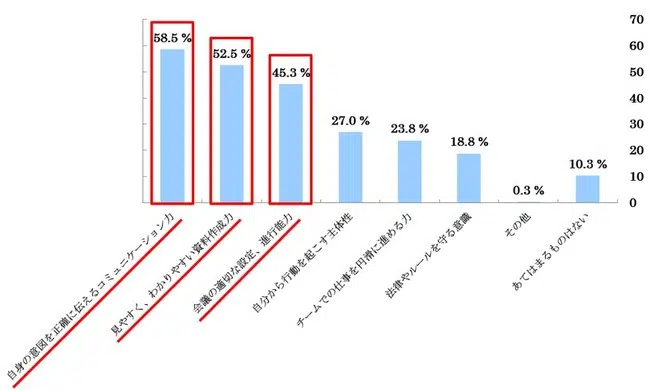 58.5 %
52.5 %
45.3 %
27.0 %
23.8 %
18.8 %
0.3 %
10.3 %
70
60
50
40
30
20
10
0
自身の意図を正確に伝えるコミュニケーション力
見やすく、わかりやすい資料作成力
会議の適切な設定、進行能力
自分から行動を起こす主体性
チームでの仕事を円滑に進める力
法律やルールを守る意識
その他
あてはまるものはない